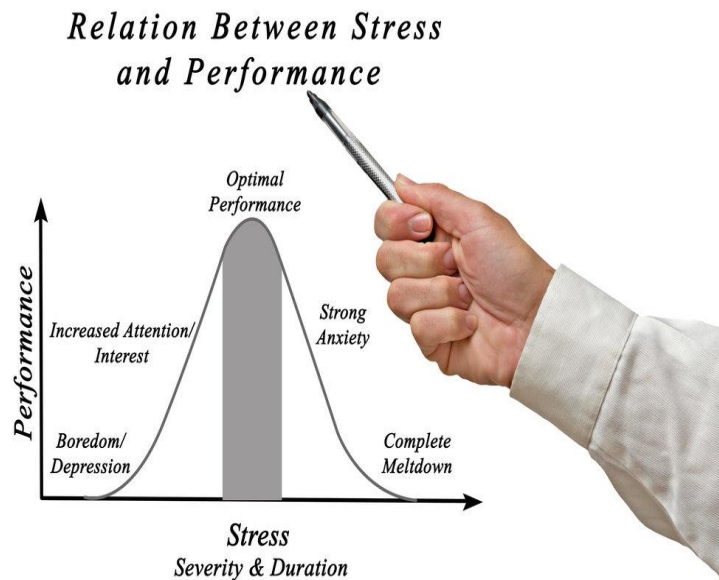 Relation Between Stress
and Performance
Optimal
Performance
Performance
Increased Attention/
Interest
Strong
Anxiety
Boredom/
Depression
Complete
Meltdown
Stress
Severity & Duration